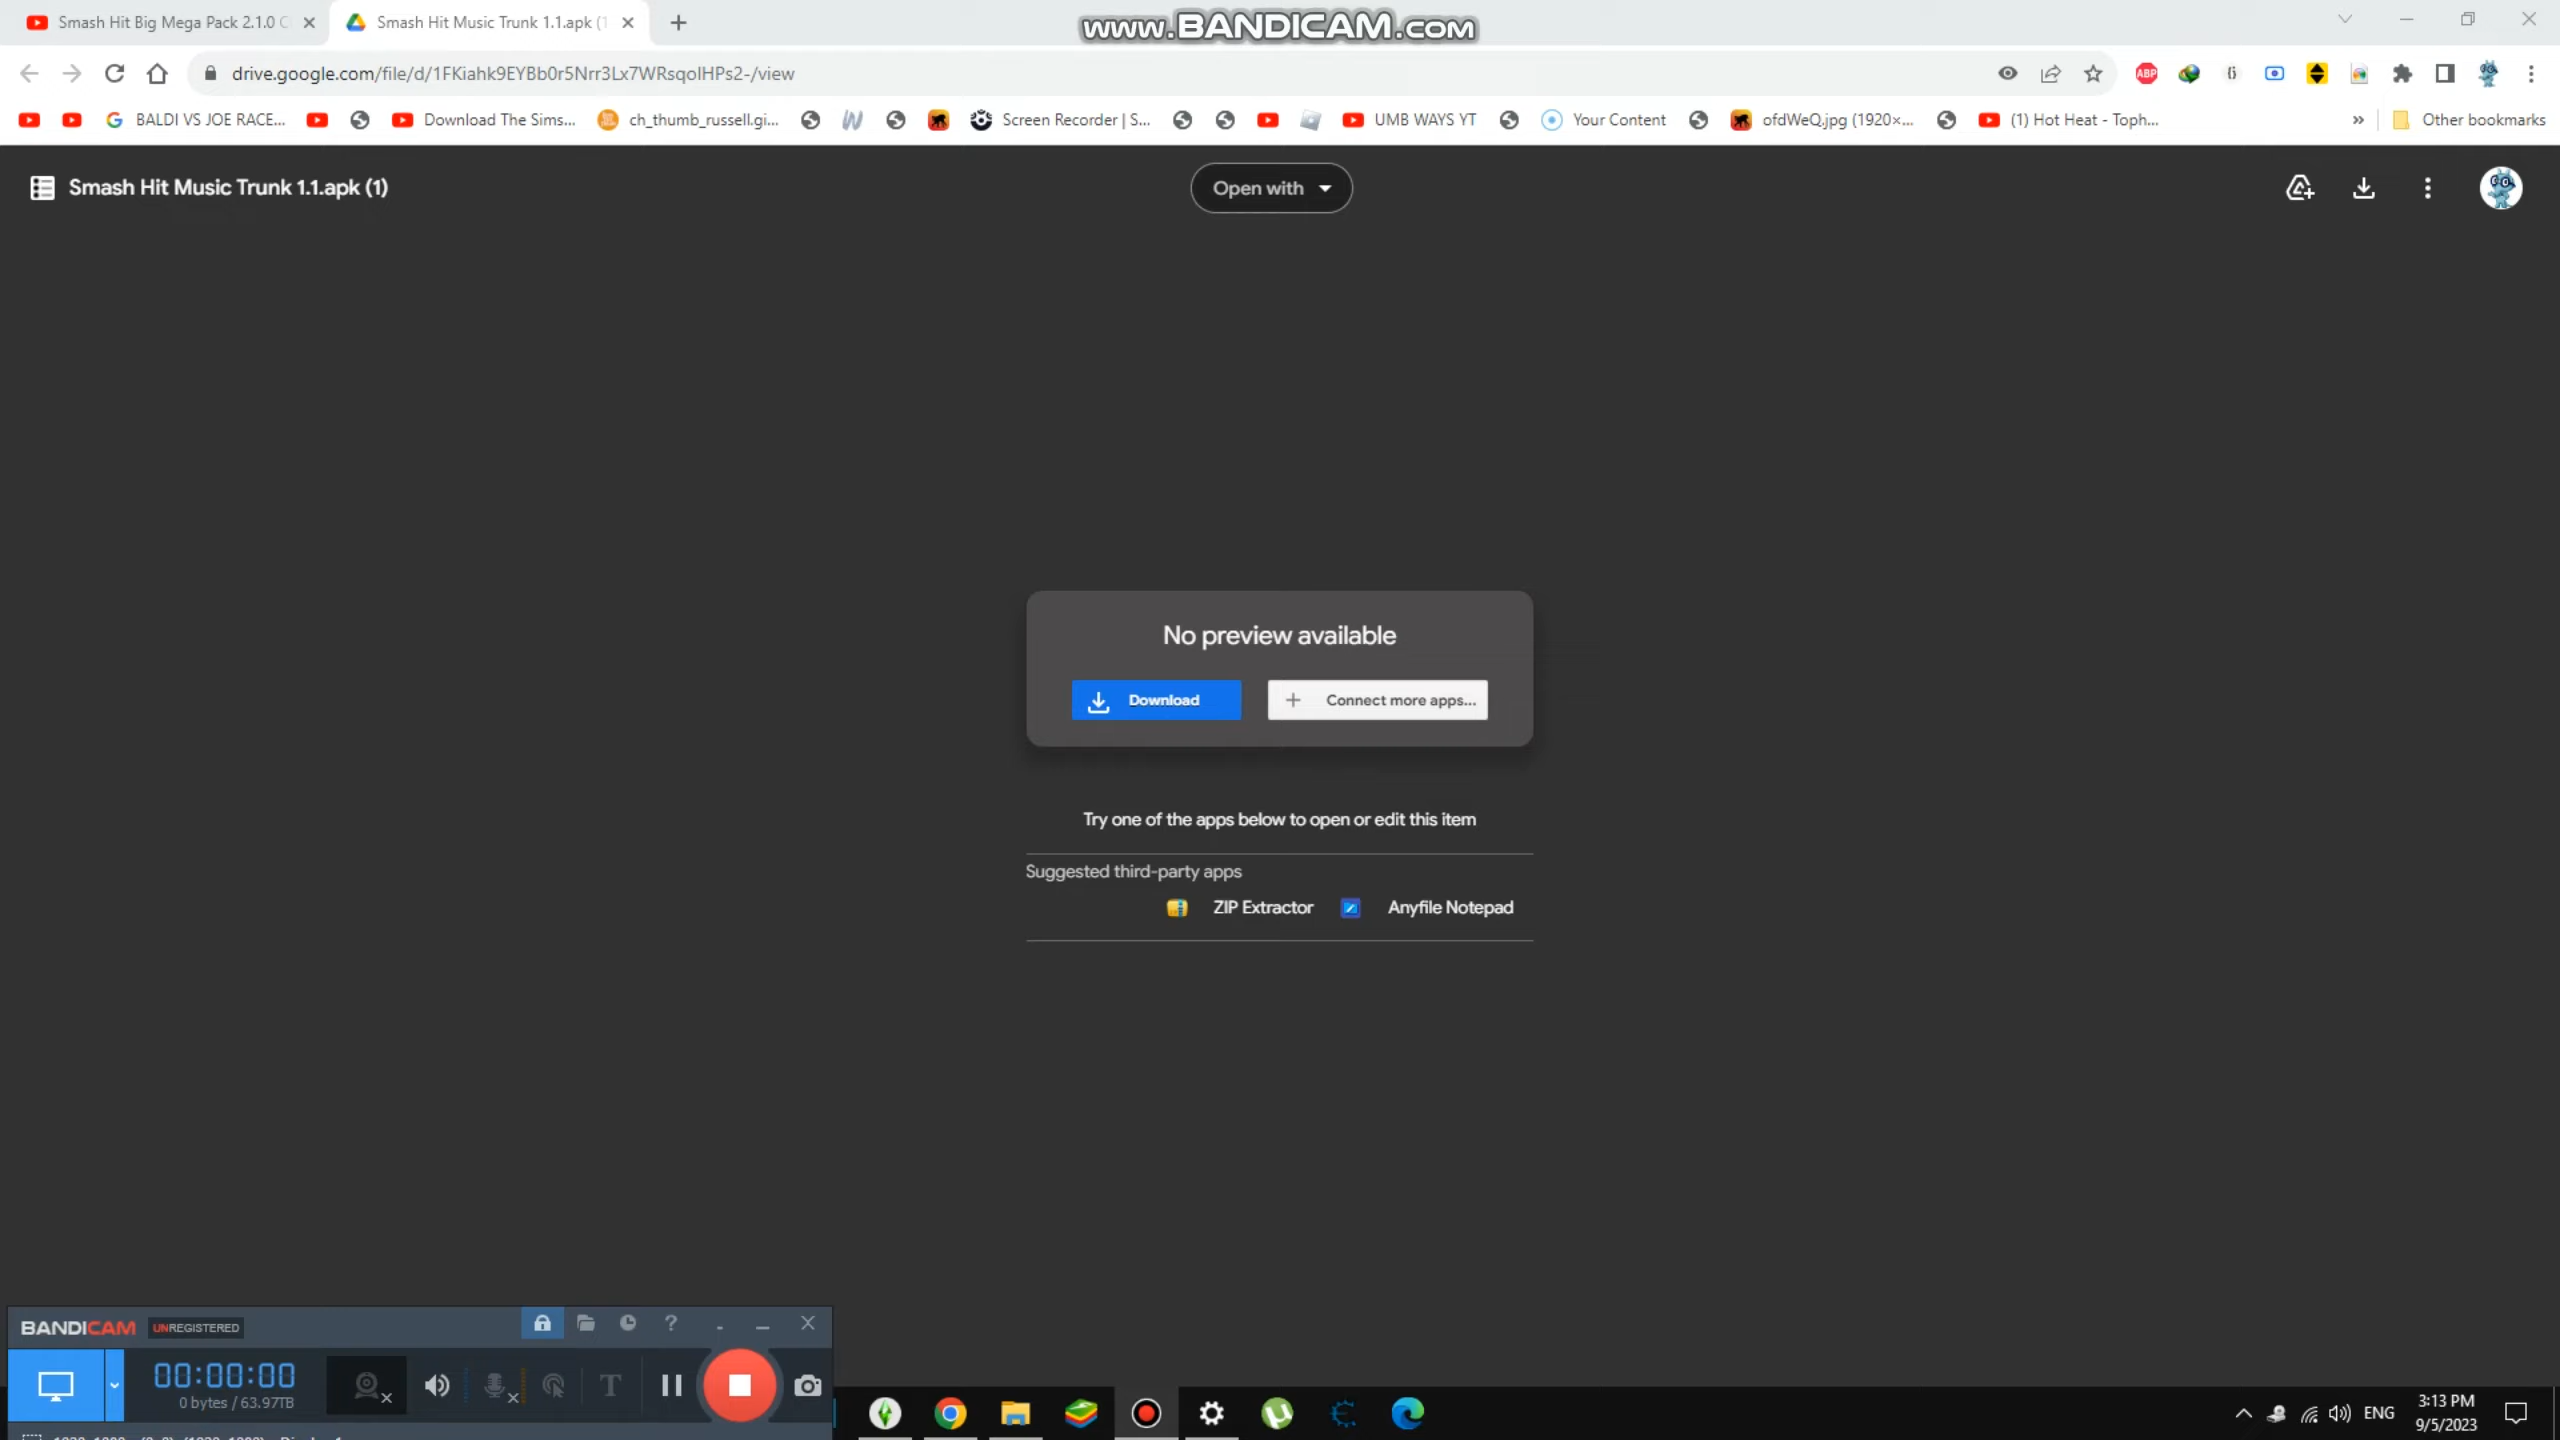 Smash Hit Big Mega Pack 2.1.0 C
Smash Hit Music Trunk 1.1.apk (1
www.BANDICAM.com
drive.google.com/file/d/1FKiahk9EYBb0r5Nrr3Lx7WRsqoIHPs2-/view
ABP
BALDI VS JOE RACE...
Download The Sims...
ch_thumb_russell.gi...
Screen Recorder | S...
UMB WAYS YT
Your Content
ofdWeQ.jpg (1920×...
(1) Hot Heat - Toph...
»
Other bookmarks
Smash Hit Music Trunk 1.1.apk (1)
Open with
No preview available
Download
Connect more apps...
Try one of the apps below to open or edit this item
Suggested third-party apps
ZIP Extractor
Anyfile Notepad
BANDICAM
UNREGISTERED
00:00:00
0 bytes / 63.97TB
ENG
3:13 PM
9/5/2023